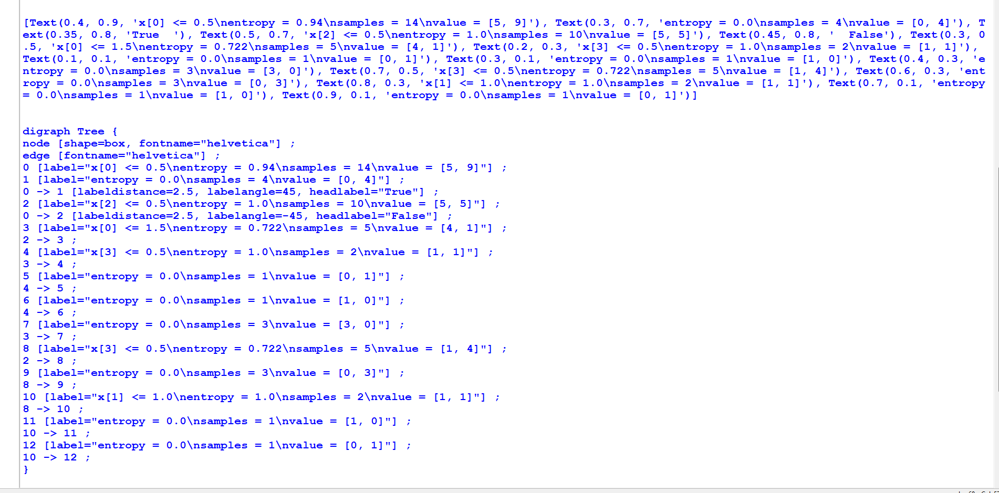 [Text(0.4, 0.9, 'x[0] <= 0.5\nentropy = 0.94\nsamples = 14\nvalue = [5, 9]'), Text(0.3, 0.7, 'entropy = 0.0\nsamples = 4\nvalue = [0, 4]'), T
ext(0.35, 0.8, 'True  '), Text(0.5, 0.7, 'x[2] <= 0.5\nentropy = 1.0\nsamples = 10\nvalue = [5, 5]'), Text(0.45, 0.8, '  False'), Text(0.3, 0
.5, 'x[0] <= 1.5\nentropy = 0.722\nsamples = 5\nvalue = [4, 1]'), Text(0.2, 0.3, 'x[3] <= 0.5\nentropy = 1.0\nsamples = 2\nvalue = [1, 1]'),
Text(0.1, 0.1, 'entropy = 0.0\nsamples = 1\nvalue = [0, 1]'), Text(0.3, 0.1, 'entropy = 0.0\nsamples = 1\nvalue = [1, 0]'), Text(0.4, 0.3, 'e
ntropy = 0.0\nsamples = 3\nvalue = [3, 0]'), Text(0.7, 0.5, 'x[3] <= 0.5\nentropy = 0.722\nsamples = 5\nvalue = [1, 4]'), Text(0.6, 0.3, 'ent
ropy = 0.0\nsamples = 3\nvalue = [0, 3]'), Text(0.8, 0.3, 'x[1] <= 1.0\nentropy = 1.0\nsamples = 2\nvalue = [1, 1]'), Text(0.7, 0.1, 'entropy
= 0.0\nsamples = 1\nvalue = [1, 0]'), Text(0.9, 0.1, 'entropy = 0.0\nsamples = 1\nvalue = [0, 1]')]
digraph Tree {
node [shape=box, fontname="helvetica"] ;
edge [fontname="helvetica"] ;
0 [label="x[0] <= 0.5\nentropy = 0.94\nsamples = 14\nvalue = [5, 9]"] ;
1 [label="entropy = 0.0\nsamples = 4\nvalue = [0, 4]"] ;
0 -> 1 [labeldistance=2.5, labelangle=45, headlabel="True"] ;
2 [label="x[2] <= 0.5\nentropy = 1.0\nsamples = 10\nvalue = [5, 5]"] ;
0 -> 2 [labeldistance=2.5, labelangle=-45, headlabel="False"] ;
3 [label="x[0] <= 1.5\nentropy = 0.722\nsamples = 5\nvalue = [4, 1]"] ;
2 -> 3 ;
4 [label="x[3] <= 0.5\nentropy = 1.0\nsamples = 2\nvalue = [1, 1]"] ;
3 -> 4 ;
5 [label="entropy = 0.0\nsamples = 1\nvalue = [0, 1]"] ;
4 -> 5 ;
6 [label="entropy = 0.0\nsamples = 1\nvalue = [1, 0]"] ;
4 -> 6 ;
7 [label="entropy = 0.0\nsamples = 3\nvalue = [3, 0]"] ;
3 -> 7 ;
8 [label="x[3] <= 0.5\nentropy = 0.722\nsamples = 5\nvalue = [1, 4]"] ;
2 -> 8 ;
9 [label="entropy = 0.0\nsamples = 3\nvalue = [0, 3]"] ;
8 -> 9 ;
10 [label="x[1] <= 1.0\nentropy = 1.0\nsamples = 2\nvalue = [1, 1]"] ;
8 -> 10 ;
11 [label="entropy = 0.0\nsamples = 1\nvalue = [1, 0]"] ;
10 -> 11 ;
12 [label="entropy = 0.0\nsamples = 1\nvalue = [0, 1]"] ;
10 -> 12 ;
}